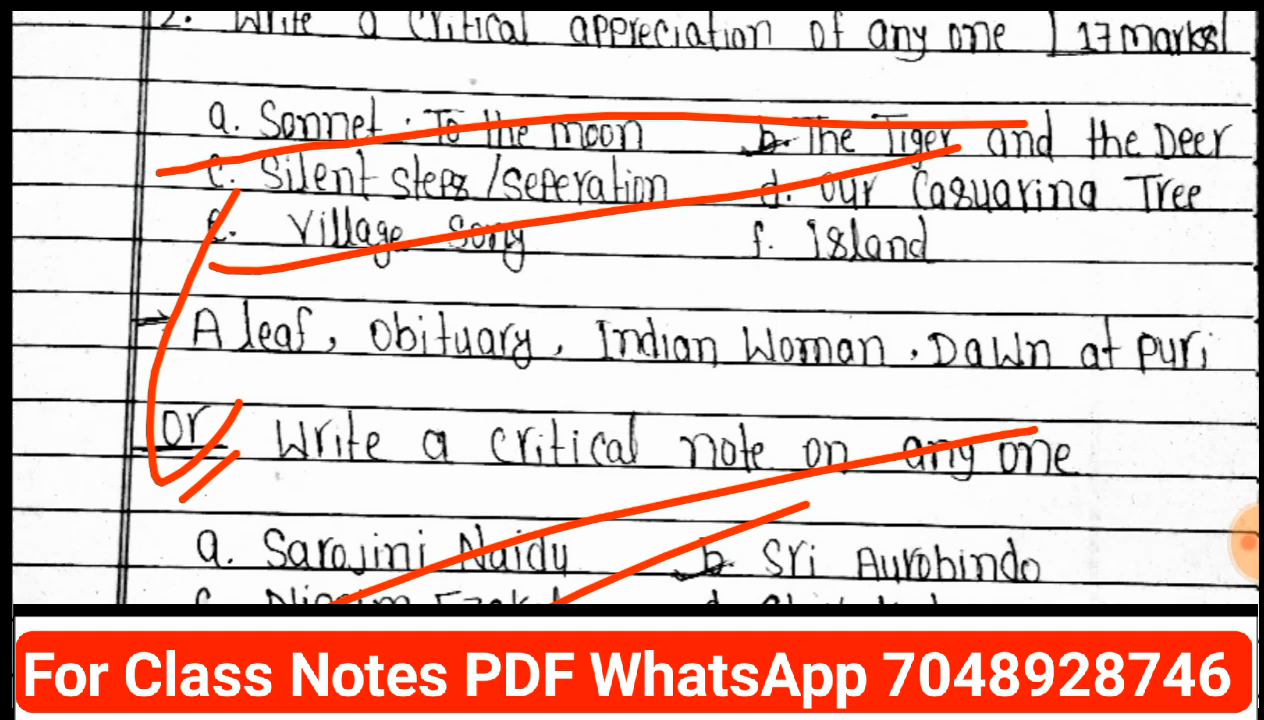 2. Write a Critical appreciation of any one | 17 marks|
a. Sonnet : To the moon b. The Tiger and the Deer
c. Silent steps / seperation d. our Casuarina Tree
e. Village song f. Island
→ A leaf, Obituary, Indian Woman, Dawn at puri
or Write a critical note on any one
a. Sarojini Naidu b. Sri Aurobindo
For Class Notes PDF WhatsApp 7048928746